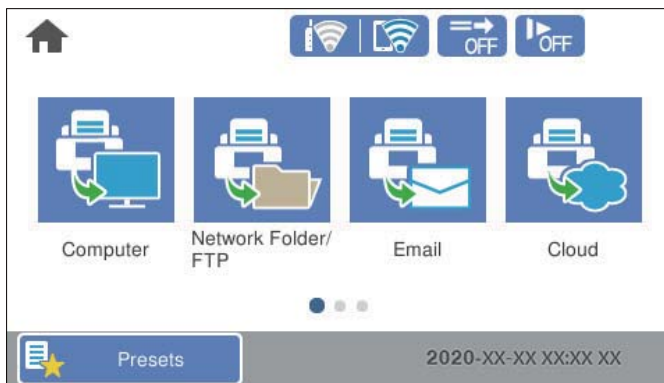 OFF
OFF
Computer
Network Folder/
FTP
Email
Cloud
Presets
2020-XX-XX XX:XX XX